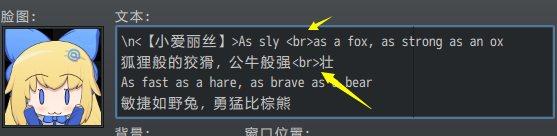 脸图:
文本:
\n<【小爱丽丝】>As sly <br>as a fox, as strong as an ox
狐狸般的狡猾，公牛般强<br>壮
As fast as a hare, as brave as a bear
敏捷如野兔，勇猛比棕熊
背景:
窗口位置: